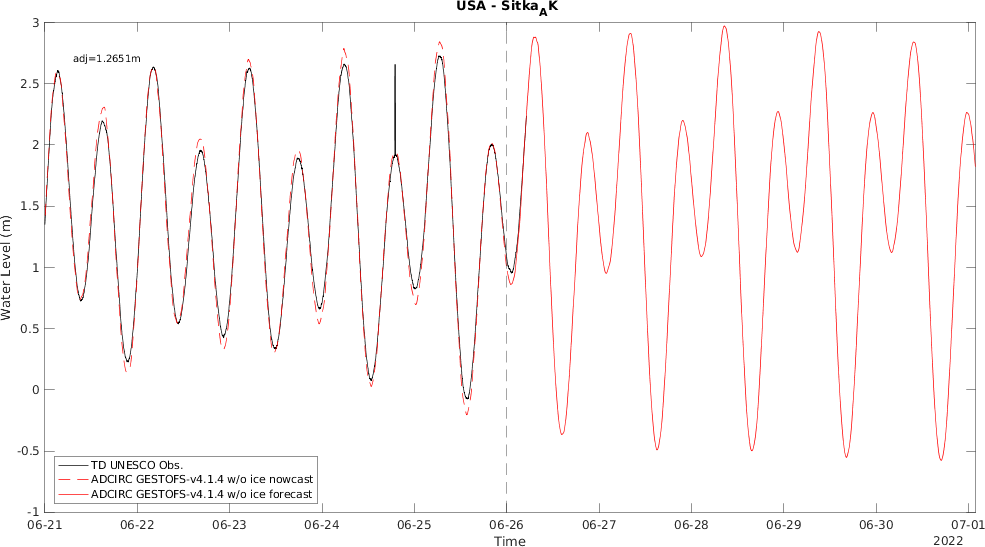 USA - Sitka_AK
adj=1.2651m
3
2.5
2
1.5
1
0.5
0
-0.5
-1
Water Level (m)
TD UNESCO Obs.
ADCIRC GESTOFS-v4.1.4 w/o ice nowcast
ADCIRC GESTOFS-v4.1.4 w/o ice forecast
06-21 06-22 06-23 06-24 06-25 06-26 06-27 06-28 06-29 06-30 07-01
Time
2022